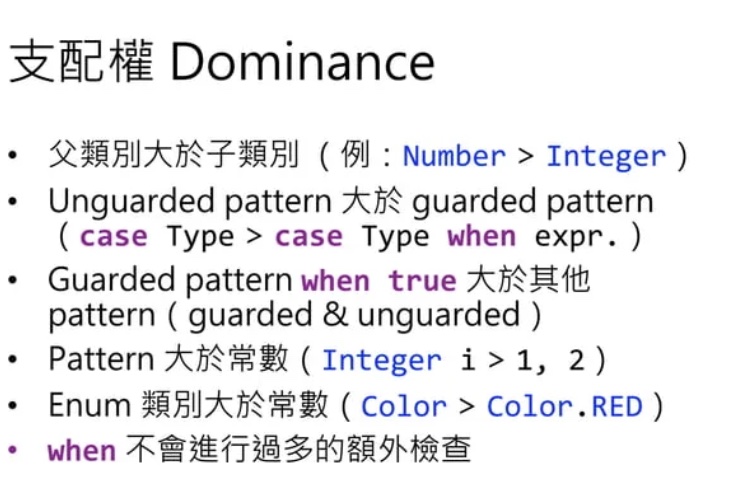 支配權 Dominance
• 父類別大於子類別（例：Number > Integer）
• Unguarded pattern 大於 guarded pattern
（case Type > case Type when expr.）
• Guarded pattern when true 大於其他
pattern（guarded & unguarded）
• Pattern 大於常數（Integer i > 1, 2）
• Enum 類別大於常數（Color > Color.RED）
• when 不會進行過多的額外檢查